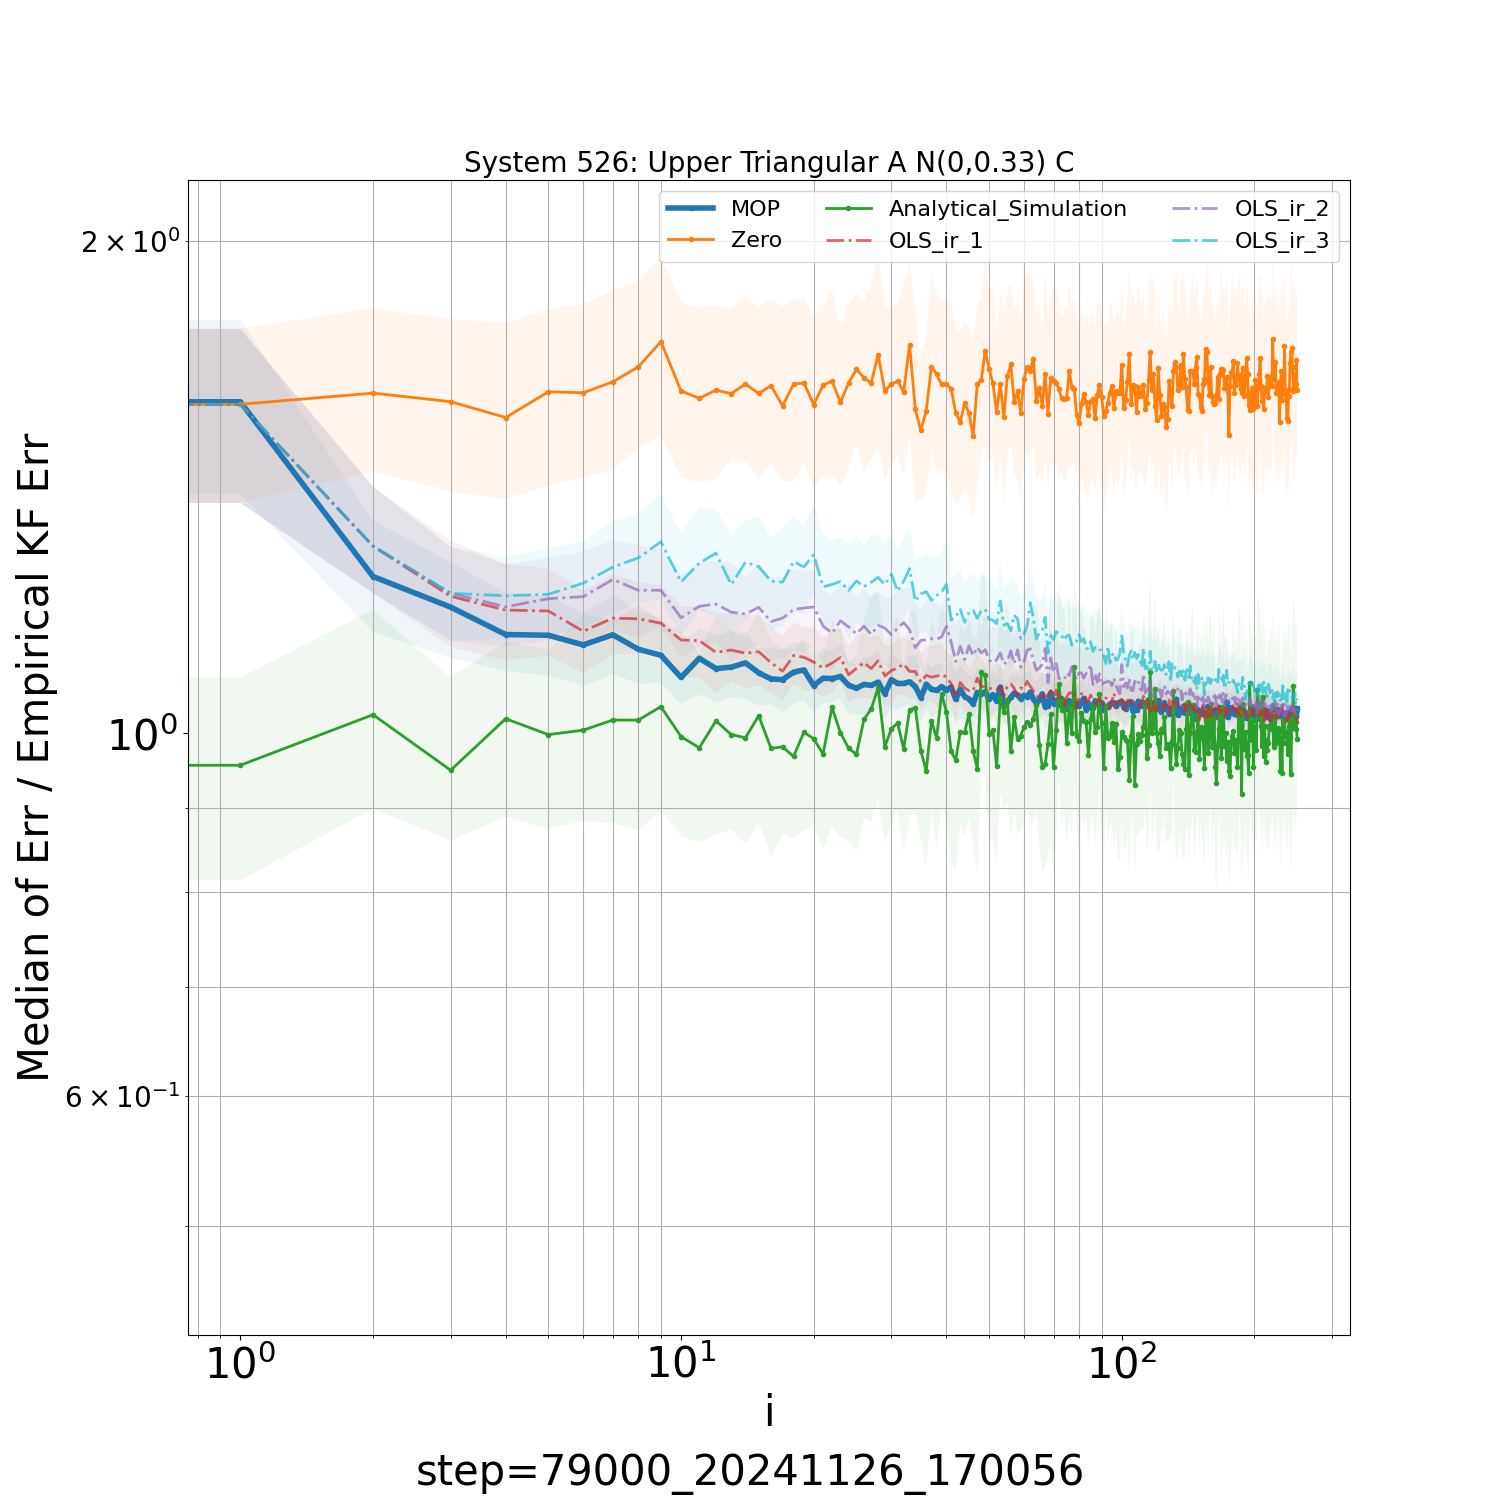 System 526: Upper Triangular A N(0,0.33) C
MOP
Zero
Analytical_Simulation
OLS_ir_1
OLS_ir_2
OLS_ir_3
Median of Err / Empirical KF Err
2 × 10⁰
10⁰
6 × 10⁻¹
10⁰
10¹
10²
i
step=79000_20241126_170056